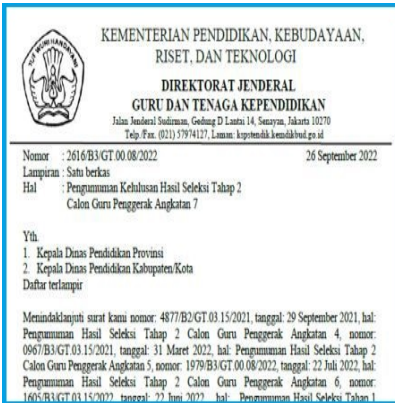 KEMENTERIAN PENDIDIKAN, KEBUDAYAAN,
RISET, DAN TEKNOLOGI
DIREKTORAT JENDERAL
GURU DAN TENAGA KEPENDIDIKAN
Jalan Jenderal Sudirman, Gedung D Lantai 14, Senayan, Jakarta 10270
Telp./Fax. (021) 57974127, Laman: kspstendik.kemdikbud.go.id
Nomor : 2616/B3/GT.00.08/2022 26 September 2022
Lampiran : Satu berkas
Hal : Pengumuman Kelulusan Hasil Seleksi Tahap 2
Calon Guru Penggerak Angkatan 7
Yth.
1. Kepala Dinas Pendidikan Provinsi
2. Kepala Dinas Pendidikan Kabupaten/Kota
Daftar terlampir
Menindaklanjuti surat kami nomor: 4877/B2/GT.03.15/2021, tanggal: 29 September 2021, hal:
Pengumuman Hasil Seleksi Tahap 2 Calon Guru Penggerak Angkatan 4, nomor:
0967/B3/GT.03.15/2021, tanggal: 31 Maret 2022, hal: Pengumuman Hasil Seleksi Tahap 2
Calon Guru Penggerak Angkatan 5, nomor: 1979/B3/GT.00.08/2022, tanggal: 22 Juli 2022, hal:
Pengumuman Hasil Seleksi Tahap 2 Calon Guru Penggerak Angkatan 6, nomor:
1605/B3/GT.03.15/2022, tanggal: 22 Juni 2022, hal: Pengumuman Hasil Seleksi Tahap 1